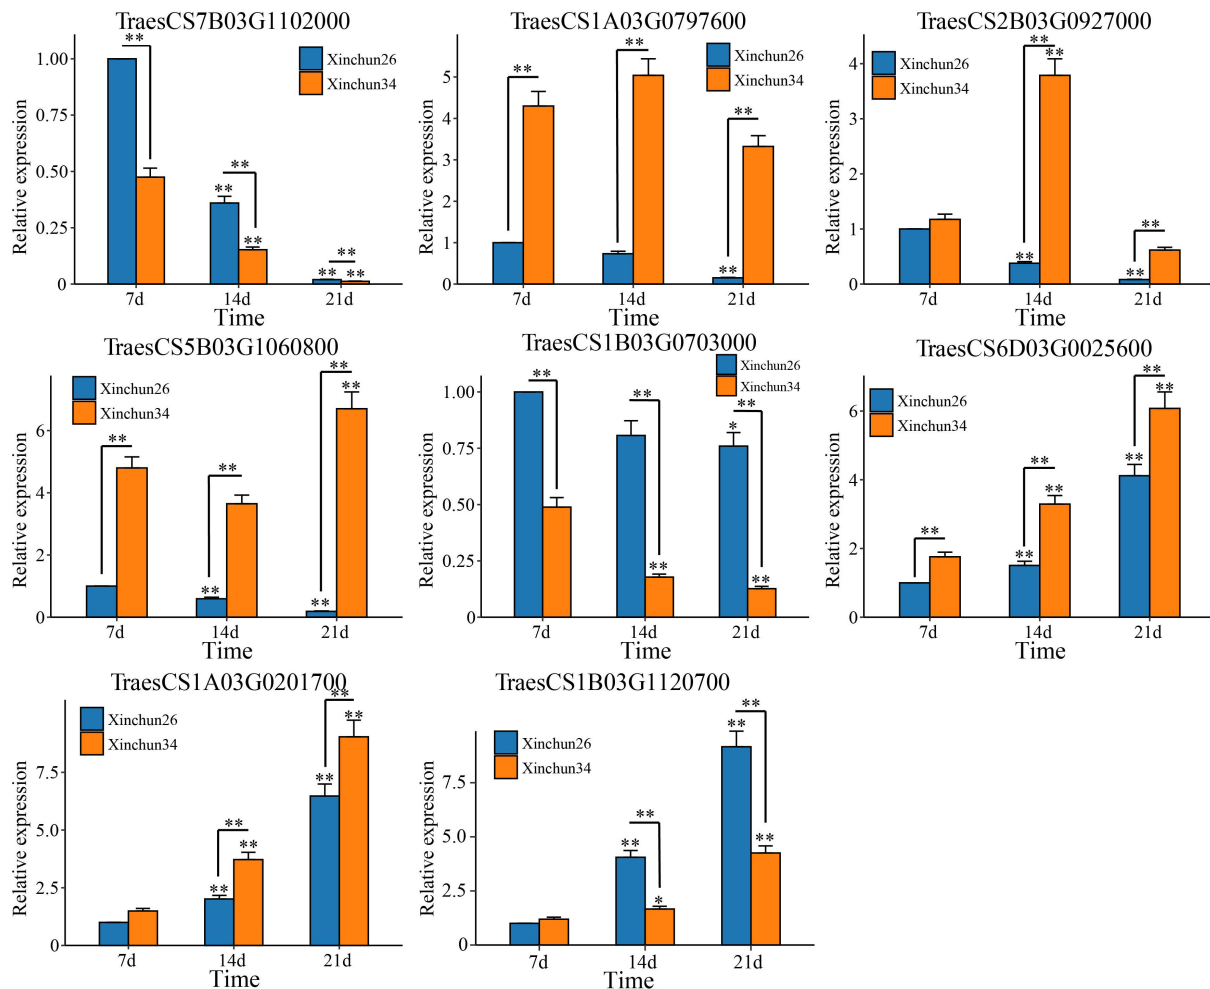 TraesCS7B03G1102000
Relative expression
1.00
0.75
0.50
0.25
0
**
**
**
**
**
**
**
Xinchun26
Xinchun34
7d
14d
21d
Time
TraesCS1A03G0797600
Relative expression
5
4
3
2
1
0
**
**
**
**
Xinchun26
Xinchun34
7d
14d
21d
Time
TraesCS2B03G0927000
Relative expression
4
3
2
1
0
**
**
**
**
**
Xinchun26
Xinchun34
7d
14d
21d
Time
TraesCS5B03G1060800
Relative expression
6
4
2
0
**
**
**
**
**
**
Xinchun26
Xinchun34
7d
14d
21d
Time
TraesCS1B03G0703000
Relative expression
1.00
0.75
0.50
0.25
0
**
**
**
*
**
**
Xinchun26
Xinchun34
7d
14d
21d
Time
TraesCS6D03G0025600
Relative expression
6
4
2
0
**
**
**
**
**
**
**
Xinchun26
Xinchun34
7d
14d
21d
Time
TraesCS1A03G0201700
Relative expression
7.5
5.0
2.5
0
**
**
**
**
**
**
Xinchun26
Xinchun34
7d
14d
21d
Time
TraesCS1B03G1120700
Relative expression
7.5
5.0
2.5
0
**
**
**
**
*
**
Xinchun26
Xinchun34
7d
14d
21d
Time